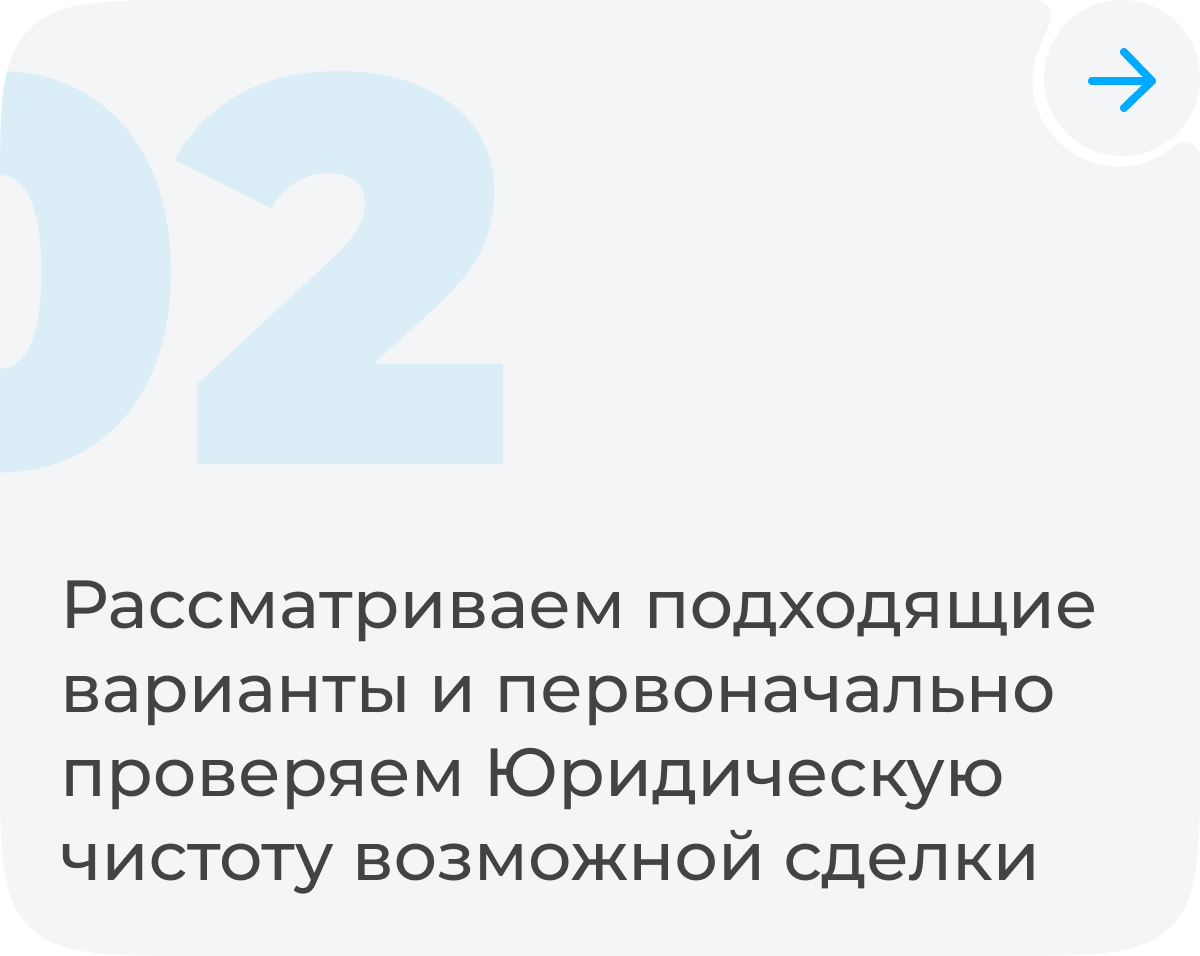 02
Рассматриваем подходящие
варианты и первоначально
проверяем Юридическую
чистоту возможной сделки